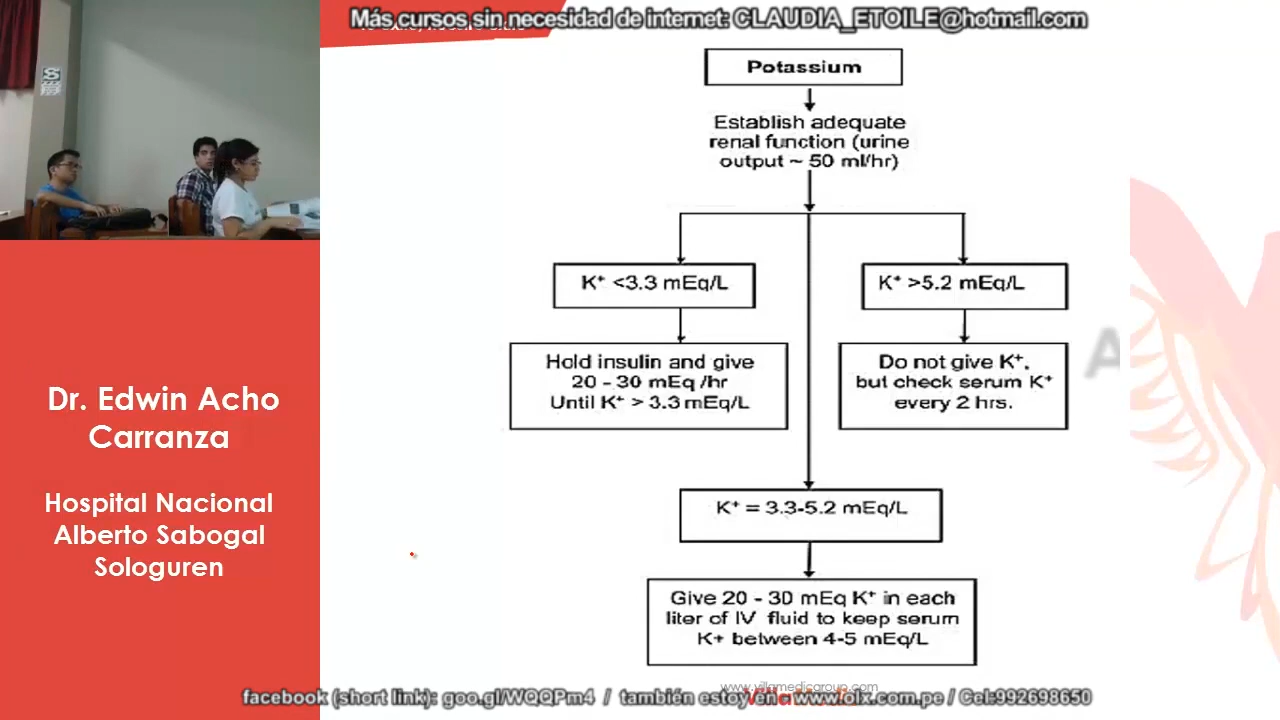 Más cursos sin necesidad de internet: CLAUDIA_ETOILE@hotmail.com
Potassium
Establish adequate
renal function (urine
output ~ 50 ml/hr)
K⁺ <3.3 mEq/L
K⁺ >5.2 mEq/L
Hold insulin and give
20 - 30 mEq /hr
Until K⁺ > 3.3 mEq/L
Do not give K⁺,
but check serum K⁺
every 2 hrs.
K⁺ = 3.3-5.2 mEq/L
Give 20 - 30 mEq K⁺ in each
liter of IV fluid to keep serum
K+ between 4-5 mEq/L
Dr. Edwin Acho
Carranza
Hospital Nacional
Alberto Sabogal
Sologuren
www.villamedicgroup.com
facebook (short link): goo.gl/WQQPm4 / también estoy en www.olx.com.pe / Cel:992698650